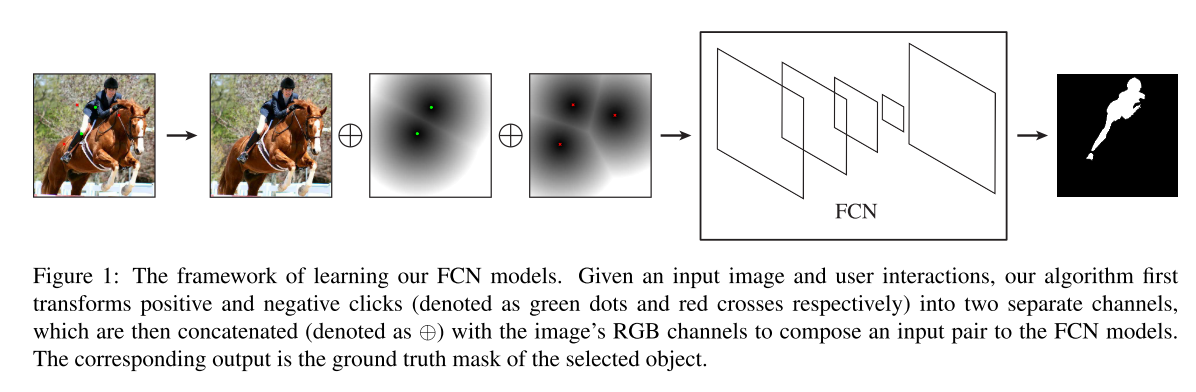 FCN
Figure 1: The framework of learning our FCN models. Given an input image and user interactions, our algorithm first
transforms positive and negative clicks (denoted as green dots and red crosses respectively) into two separate channels,
which are then concatenated (denoted as ⊕) with the image's RGB channels to compose an input pair to the FCN models.
The corresponding output is the ground truth mask of the selected object.